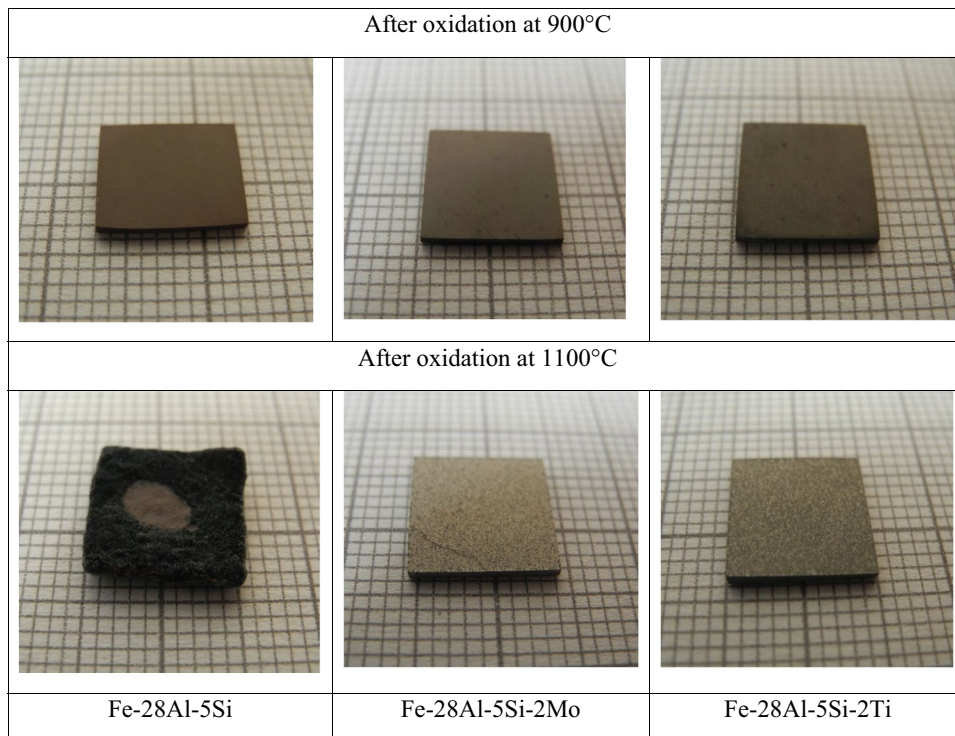 After oxidation at 900°C
After oxidation at 1100°C
Fe-28Al-5Si
Fe-28Al-5Si-2Mo
Fe-28Al-5Si-2Ti